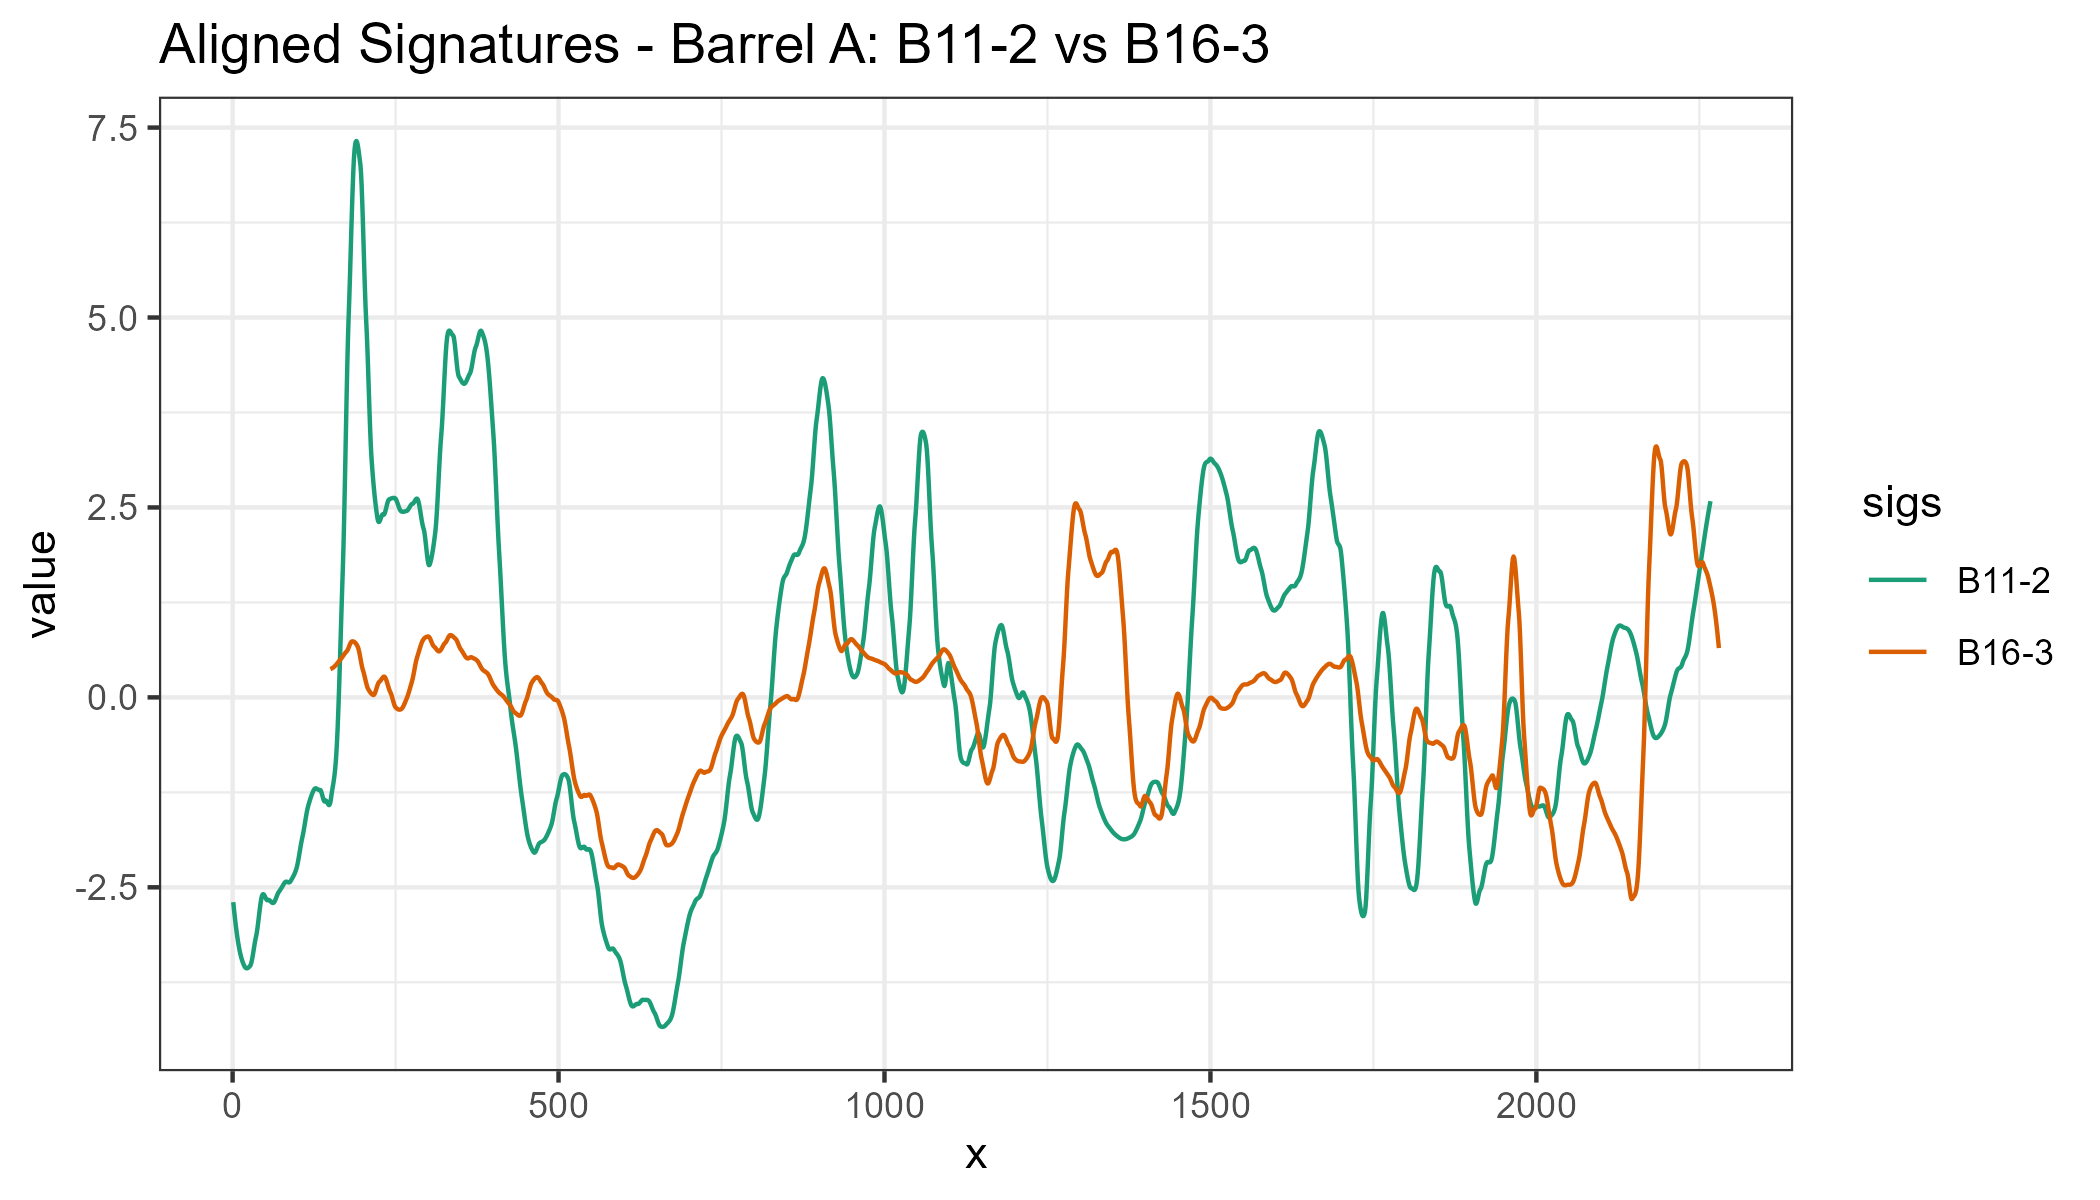 Aligned Signatures - Barrel A: B11-2 vs B16-3
7.5
5.0
2.5
0.0
-2.5
value
0 500 1000 1500 2000
x
sigs
B11-2
B16-3